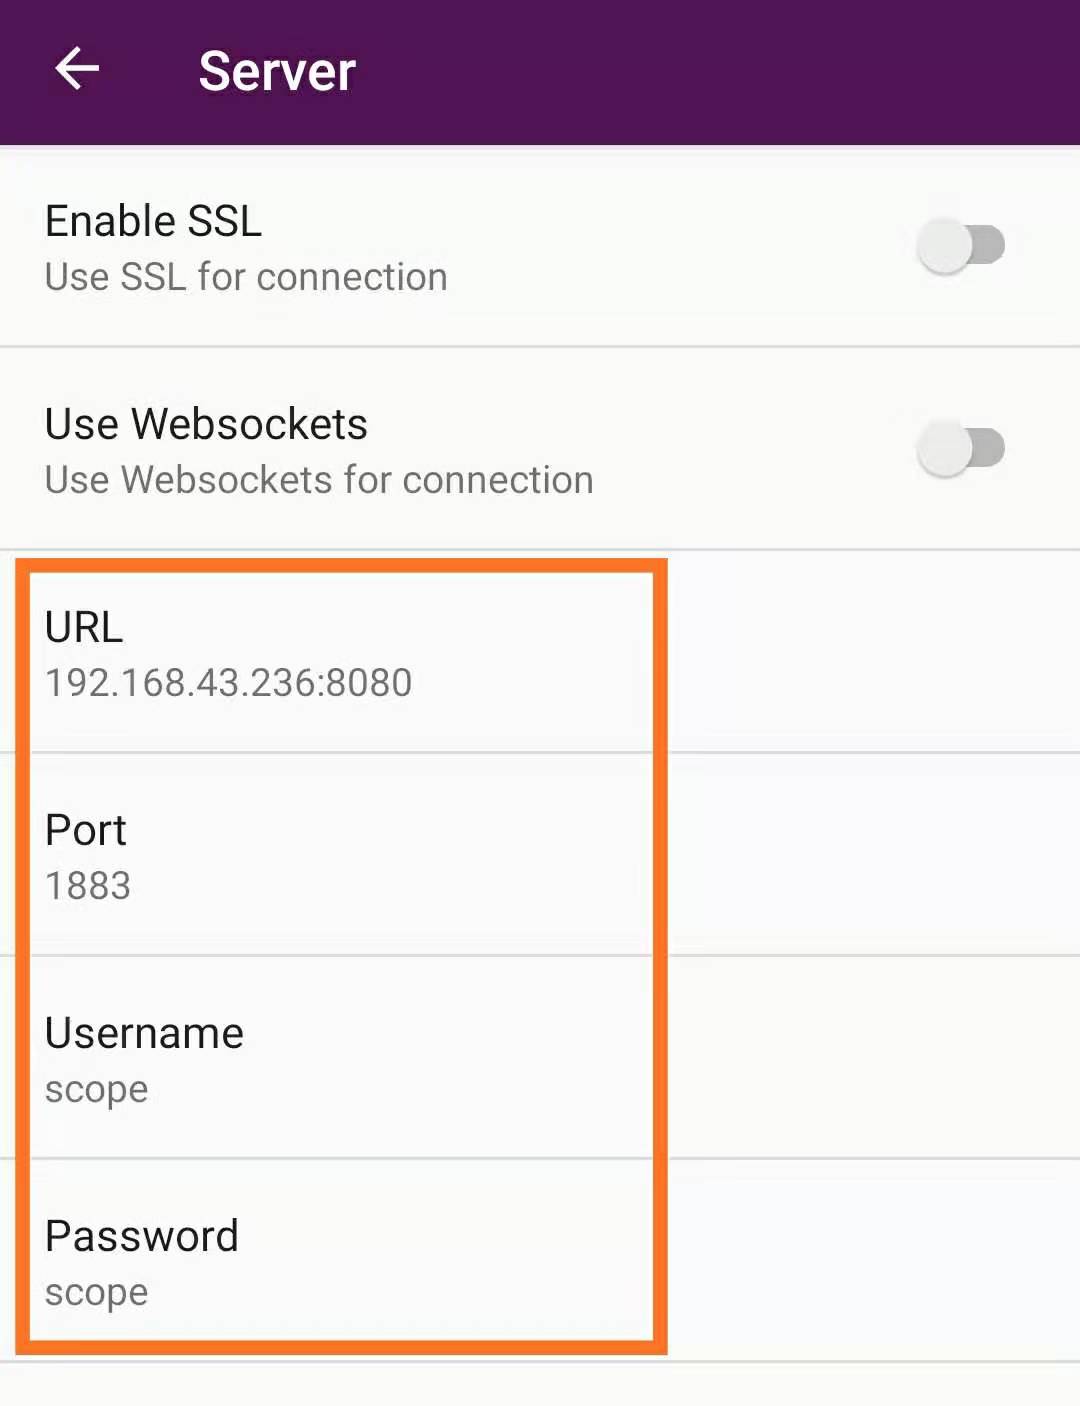 Server
Enable SSL
Use SSL for connection
Use Websockets
Use Websockets for connection
URL
192.168.43.236:8080
Port
1883
Username
scope
Password
scope